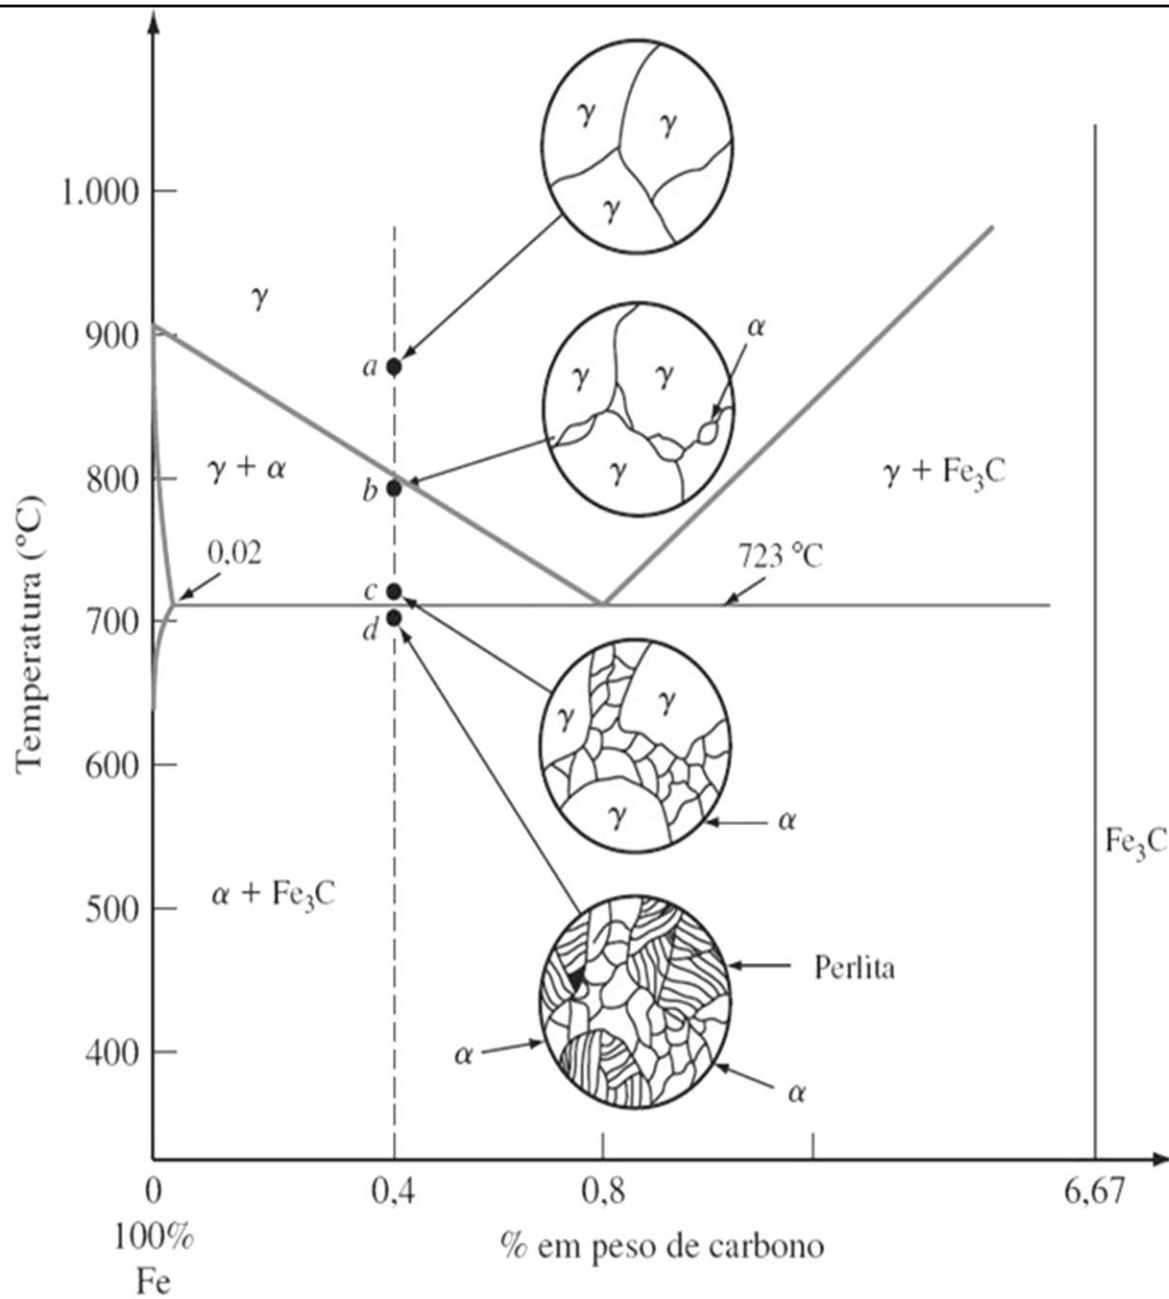 γ
γ
γ
1.000
γ
900
a
α
γ
γ
γ
γ + α
800
b
γ + Fe₃C
Temperatura (°C)
0,02
723 °C
c
700
d
γ
γ
600
γ
α
Fe₃C
α + Fe₃C
500
Perlita
400
α
α
0
0,4
0,8
6,67
100%
Fe
% em peso de carbono